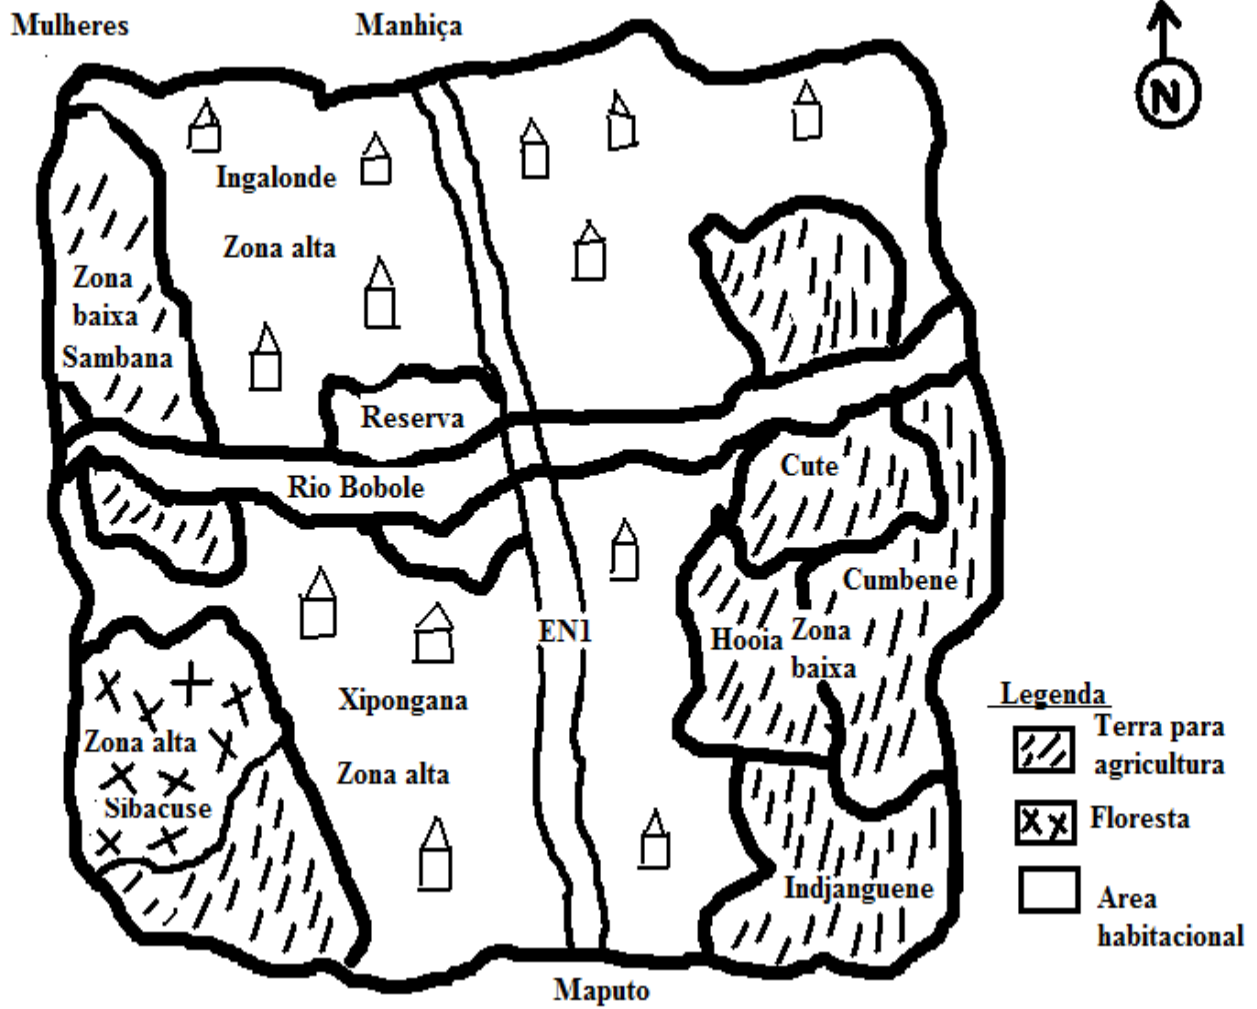 Mulheres
Manhiça
N
Ingalonde
Zona alta
Zona
baixa
Sambana
Reserva
Rio Bobole
Cute
Cumbene
Hooia
Zona
baixa
EN1
Xipongana
Zona alta
Zona alta
Sibacuse
Indjanguene
Maputo
Legenda
Terra para
agricultura
Floresta
Area
habitacional